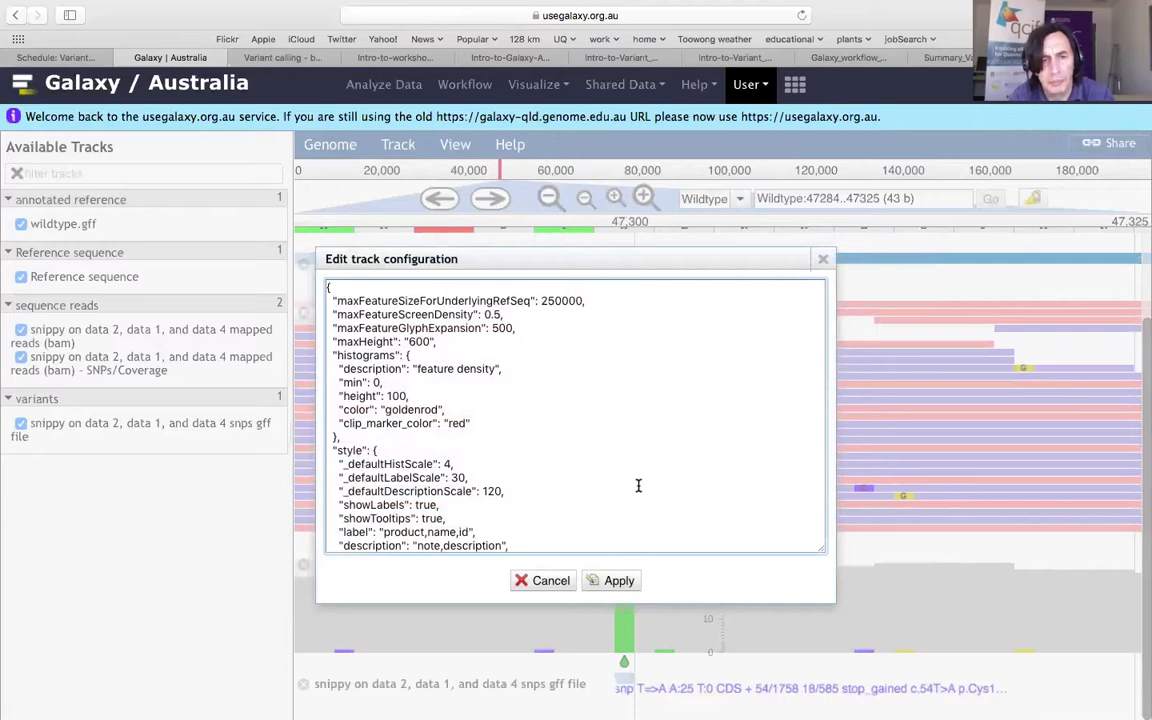 usegalaxy.org.au
Flickr Apple iCloud Twitter Yahoo! News Popular 128 km UQ work home Toowong weather educational plants jobSearch
Schedule: Variant... Galaxy | Australia Variant calling - b... Intro-to-worksho... Intro-to-Galaxy-A... Intro-to-Variant_... Intro-to-Variant_... Galaxy_workflow_... Summary_Va
Galaxy / Australia Analyze Data Workflow Visualize Shared Data Help User
Welcome back to the usegalaxy.org.au service. If you are still using the old https://galaxy-qld.genome.edu.au URL please now use https://usegalaxy.org.au.
Available Tracks
filter tracks
annotated reference 1
wildtype.gff
Reference sequence 1
Reference sequence
sequence reads 2
snippy on data 2, data 1, and data 4 mapped
reads (bam)
snippy on data 2, data 1, and data 4 mapped
reads (bam) - SNPs/Coverage
variants 1
snippy on data 2, data 1, and data 4 snps gff
file
Genome Track View Help Share
0 20,000 40,000 60,000 80,000 100,000 120,000 140,000 160,000 180,000
Wildtype Wildtype:47284..47325 (43 b) Go
47,300 47,325
Edit track configuration
{
"maxFeatureSizeForUnderlyingRefSeq": 250000,
"maxFeatureScreenDensity": 0.5,
"maxFeatureGlyphExpansion": 500,
"maxHeight": "600",
"histograms": {
"description": "feature density",
"min": 0,
"height": 100,
"color": "goldenrod",
"clip_marker_color": "red"
},
"style": {
"_defaultHistScale": 4,
"_defaultLabelScale": 30,
"_defaultDescriptionScale": 120,
"showLabels": true,
"showTooltips": true,
"label": "product,name,id",
"description": "note,description",
Cancel Apply
G
G
10
0
snippy on data 2, data 1, and data 4 snps gff file
snp T=>A A:25 T:0 CDS + 54/1758 18/585 stop_gained c.54T>A p.Cys1...
qcif